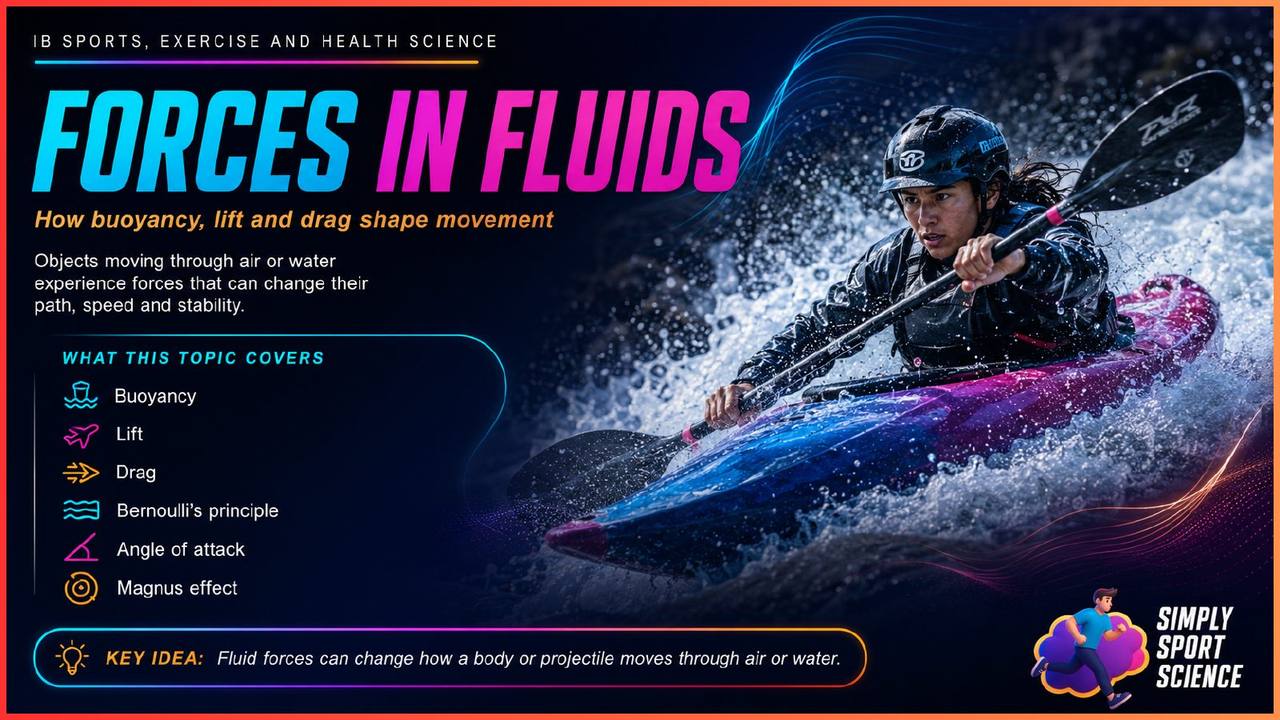 IB SPORTS, EXERCISE AND HEALTH SCIENCE
FORCES IN FLUIDS
How buoyancy, lift and drag shape movement
Objects moving through air or water
experience forces that can change their
path, speed and stability.
WHAT THIS TOPIC COVERS
Buoyancy
Lift
Drag
Bernoulli's principle
Angle of attack
Magnus effect
KEY IDEA: Fluid forces can change how a body or projectile moves through air or water.
SIMPLY
SPORT
SCIENCE